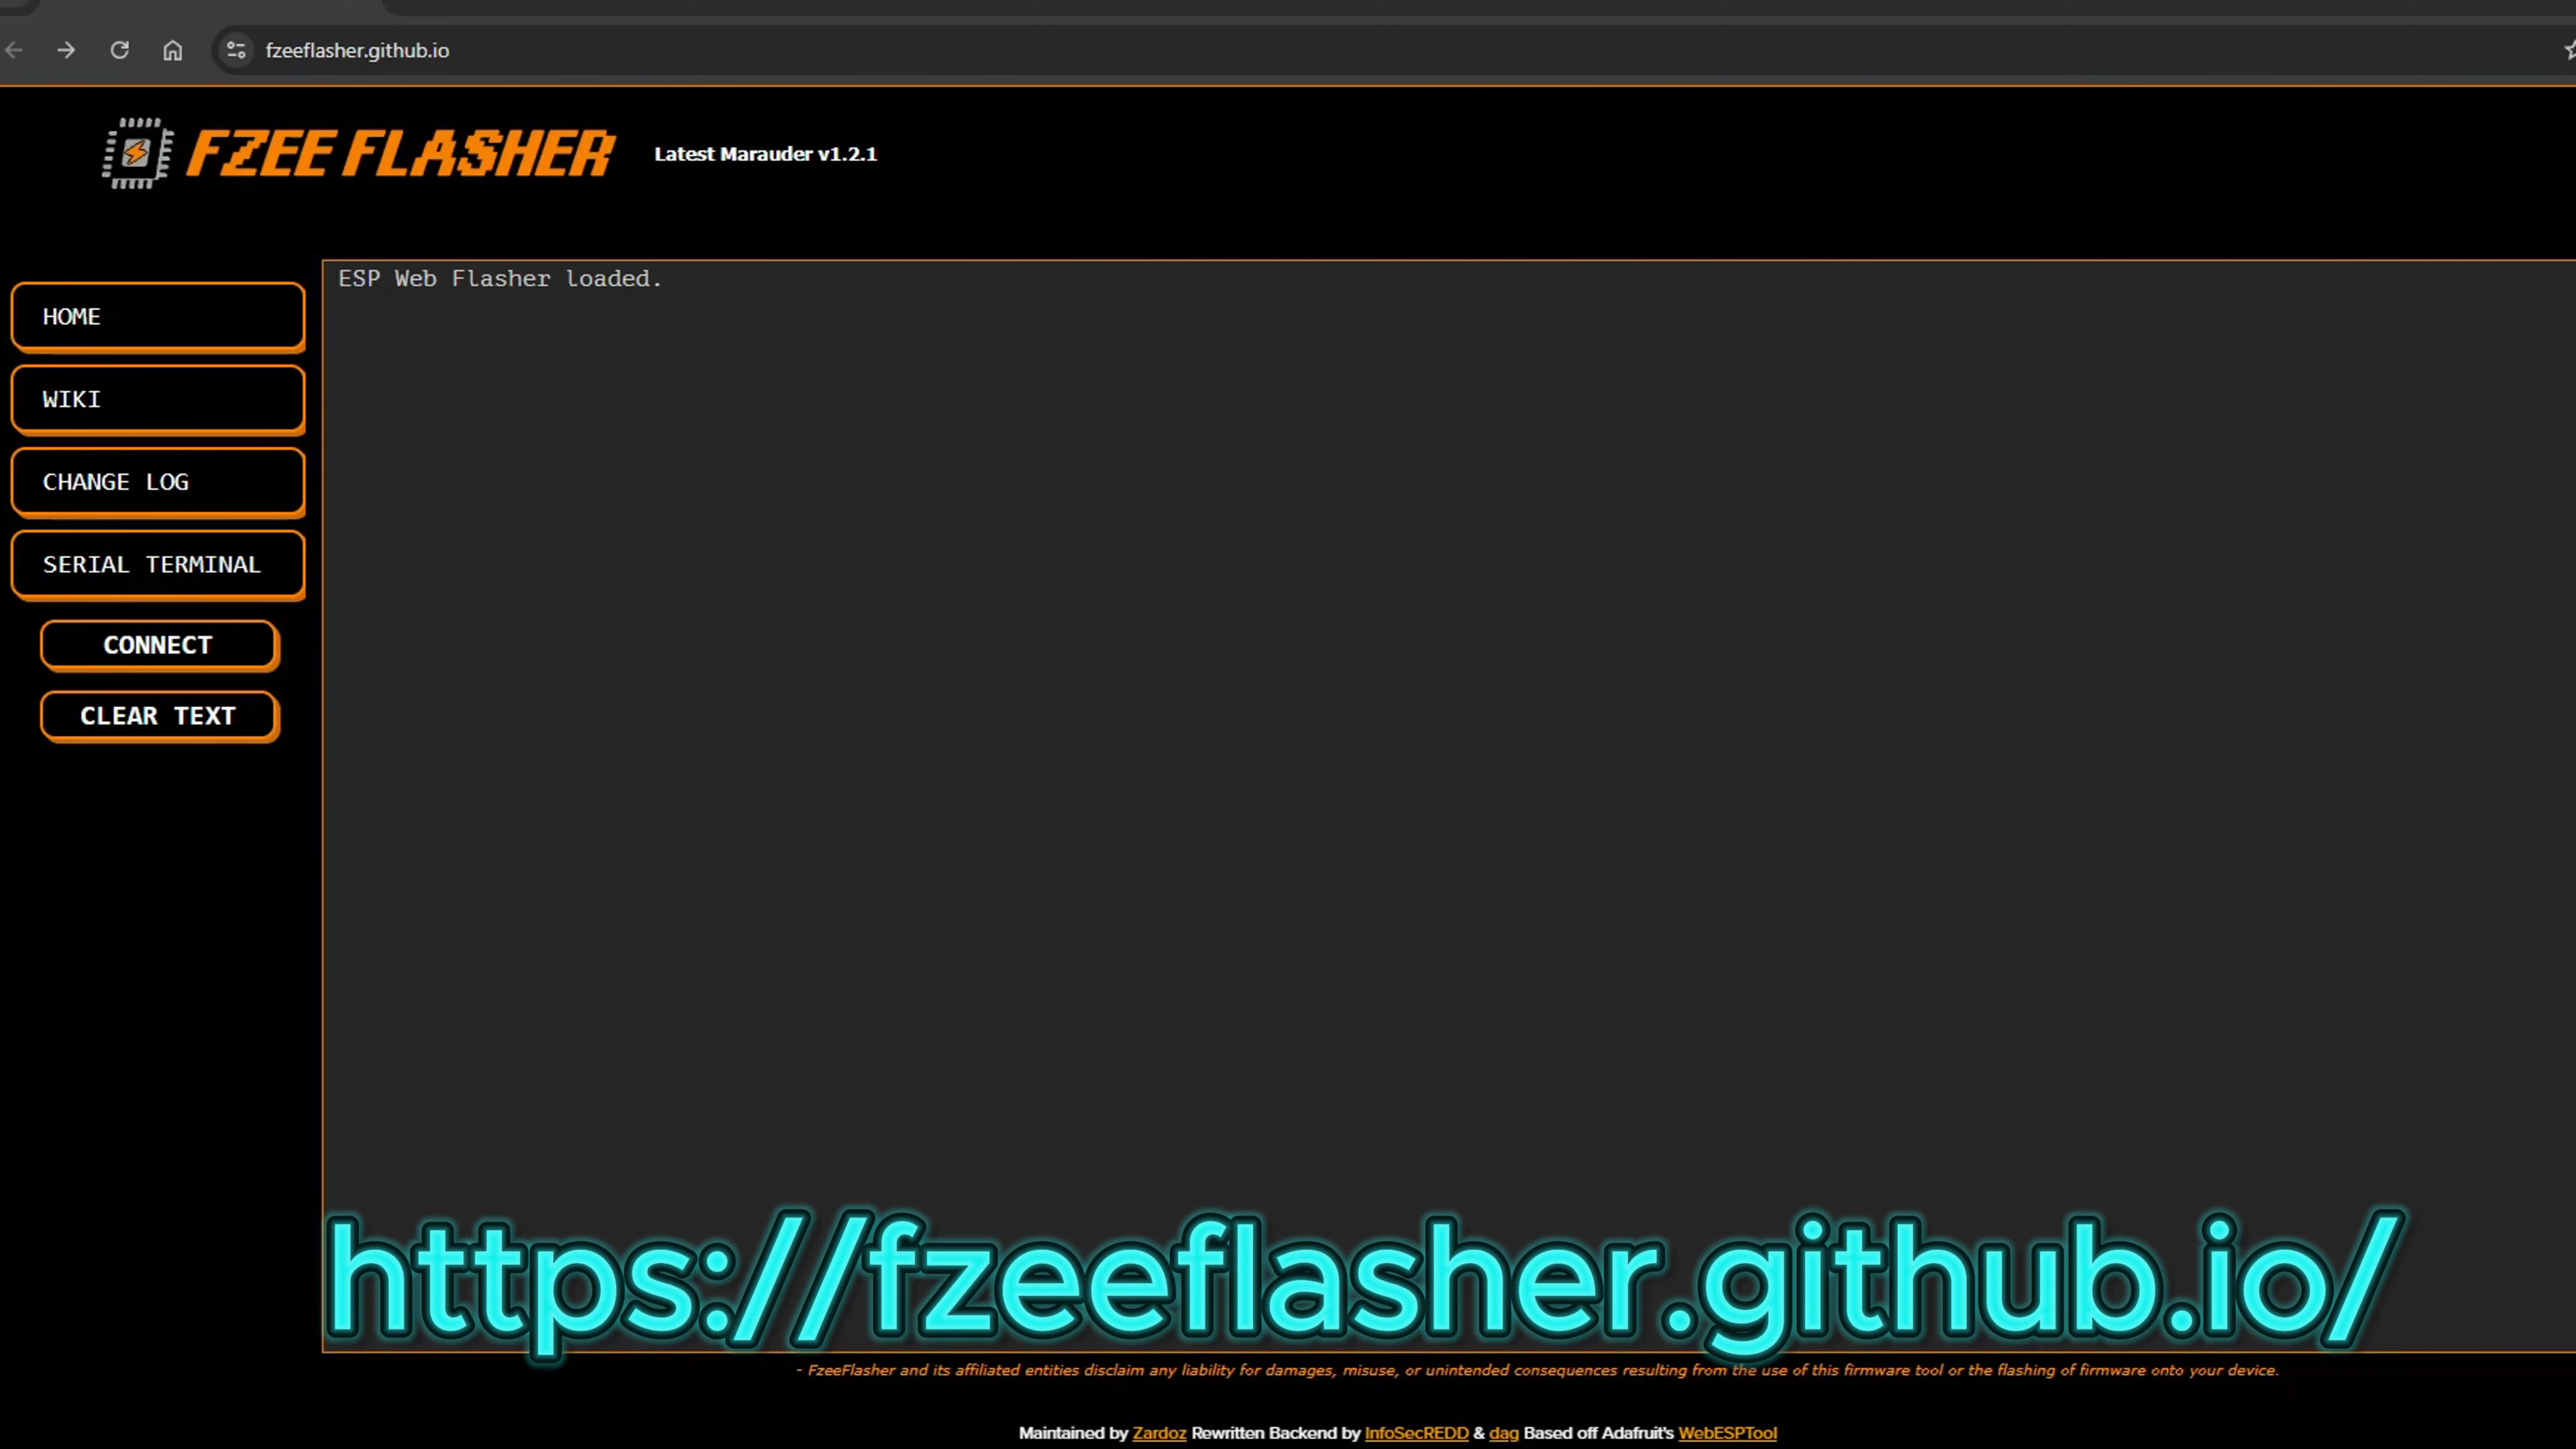 fzeeflasher.github.io
FZEE FLASHER
Latest Marauder v1.2.1
ESP Web Flasher loaded.
HOME
WIKI
CHANGE LOG
SERIAL TERMINAL
CONNECT
CLEAR TEXT
https://fzeeflasher.github.io/
- FzeeFlasher and its affiliated entities disclaim any liability for damages, misuse, or unintended consequences resulting from the use of this firmware tool or the flashing of firmware onto your device.
Maintained by Zardoz Rewritten Backend by InfoSecREDD & dag Based off Adafruit's WebESPTool